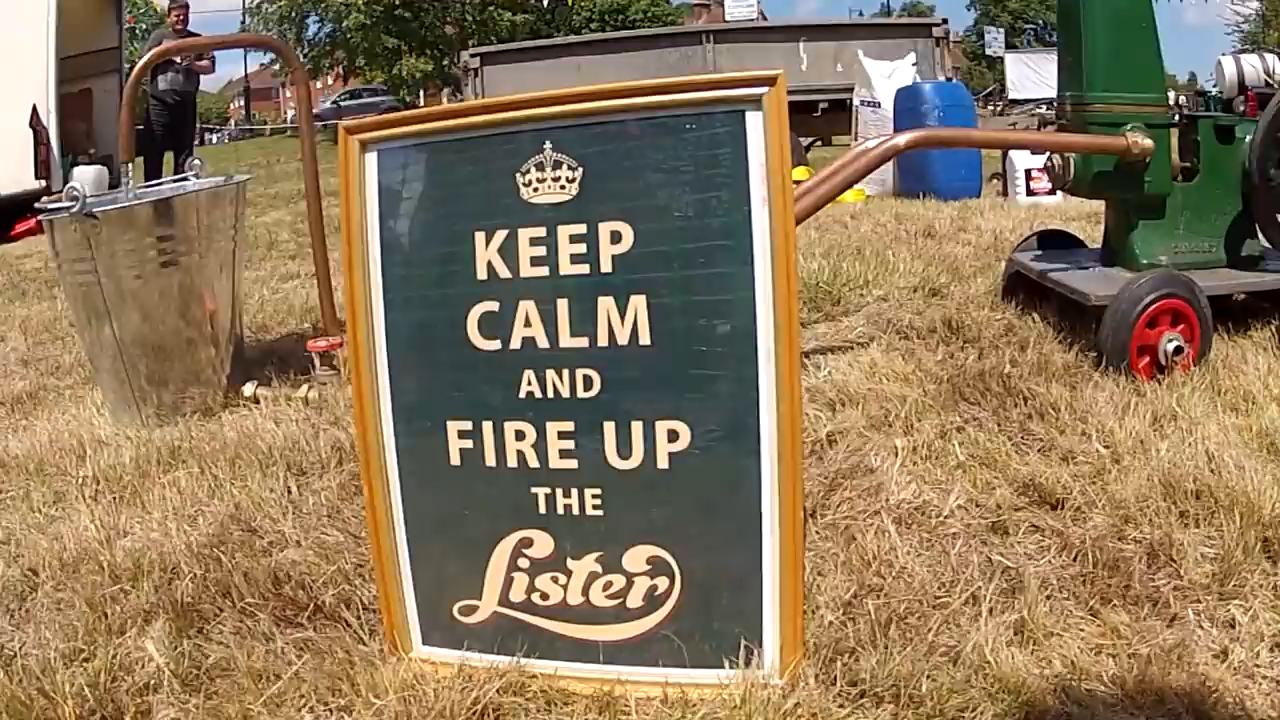 KEEP
CALM
AND
FIRE UP
THE
Lister